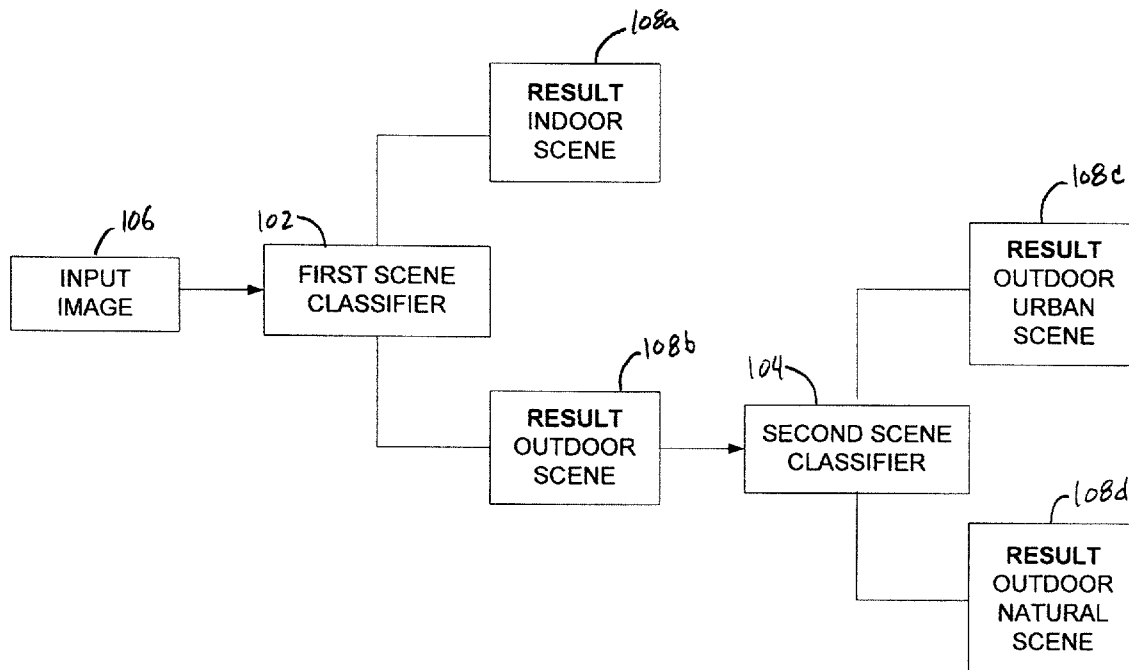 108a
RESULT
INDOOR
SCENE
108c
106
102
RESULT
OUTDOOR
URBAN
SCENE
INPUT
IMAGE
FIRST SCENE
CLASSIFIER
108b
104
RESULT
OUTDOOR
SCENE
SECOND SCENE
CLASSIFIER
108d
RESULT
OUTDOOR
NATURAL
SCENE